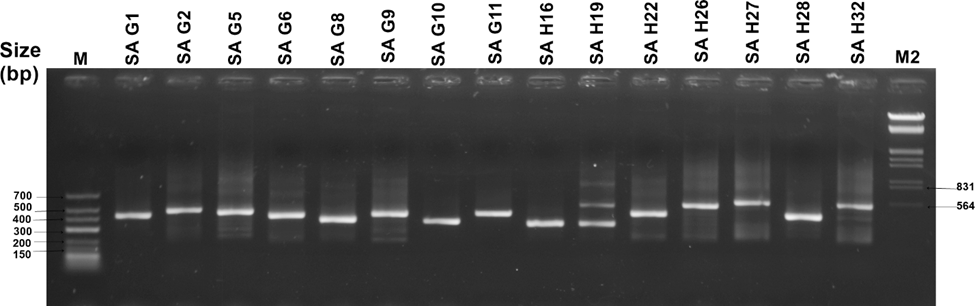 Size
(bp)
M
SA G1
SA G2
SA G5
SA G6
SA G8
SA G9
SA G10
SA G11
SA H16
SA H19
SA H22
SA H26
SA H27
SA H28
SA H32
M2
700
500
400
300
200
150
831
564